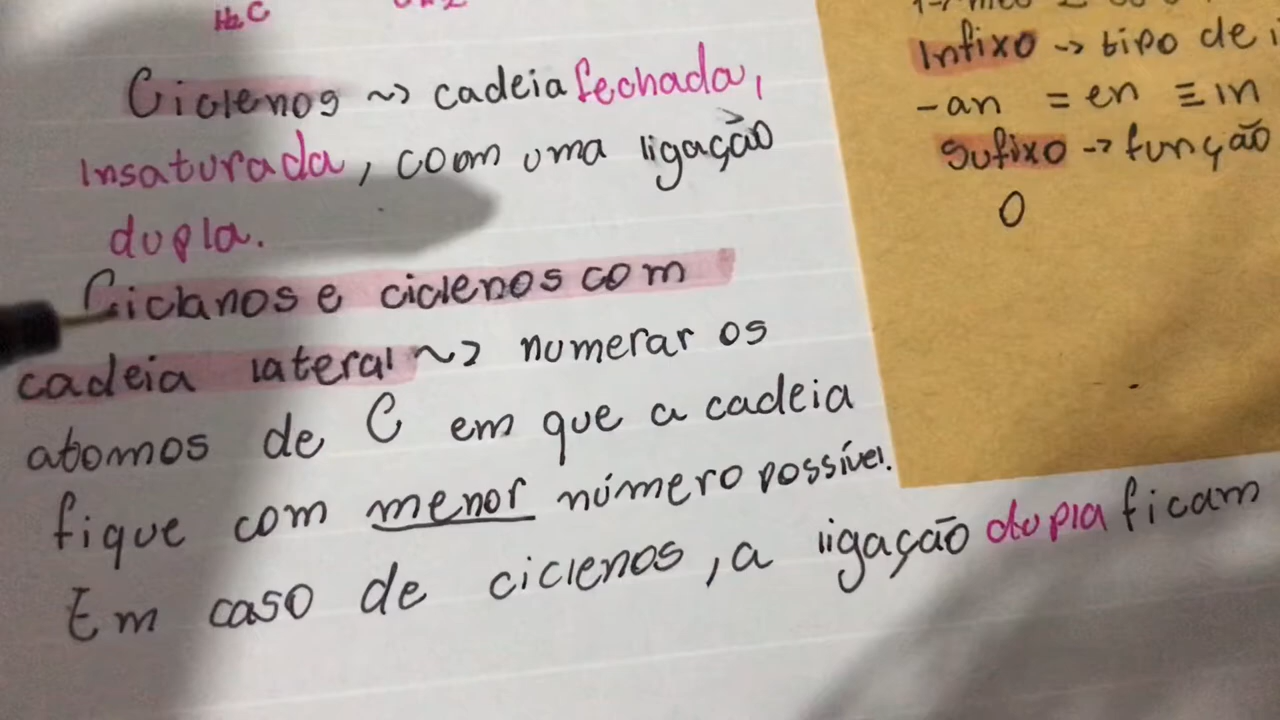 H2C
Ciclenos ~> cadeia fechada,
insaturada, com uma ligação
dupla.
Ciclanos e ciclenos com
cadeia lateral ~> numerar os
atomos de C em que a cadeia
fique com menor número possível.
Em caso de ciclenos, a ligação dupla ficam
Infixo -> tipo de
-an = en ≡ in
Sufixo -> função
O